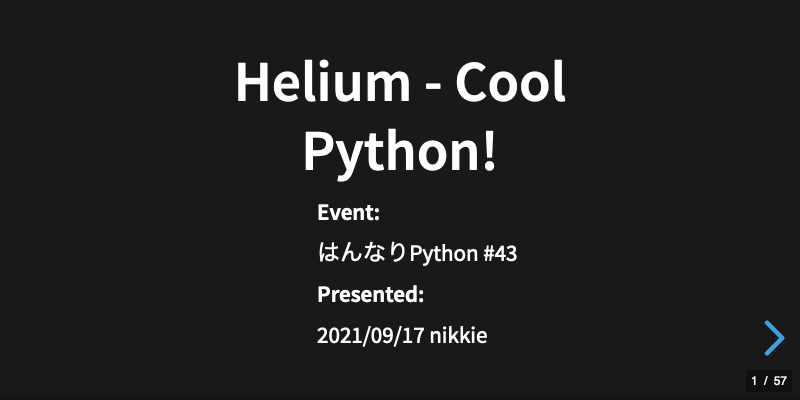 Helium - Cool
Python!
Event:
はんなりPython #43
Presented:
2021/09/17 nikkie
1 / 57